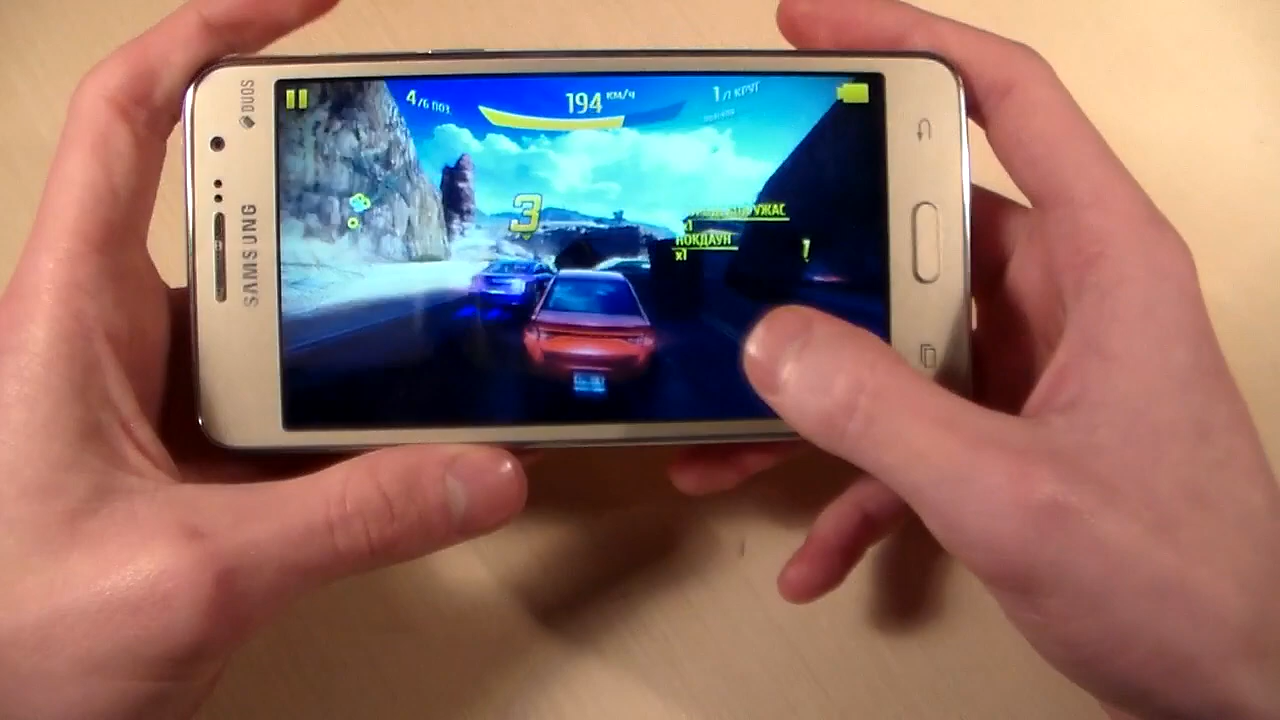 DUOS
SAMSUNG
4/6 ПОЗ.
194 КМ/Ч
1/1 КРУГ
3
УЖАС
x1
НОКДАУН
x1